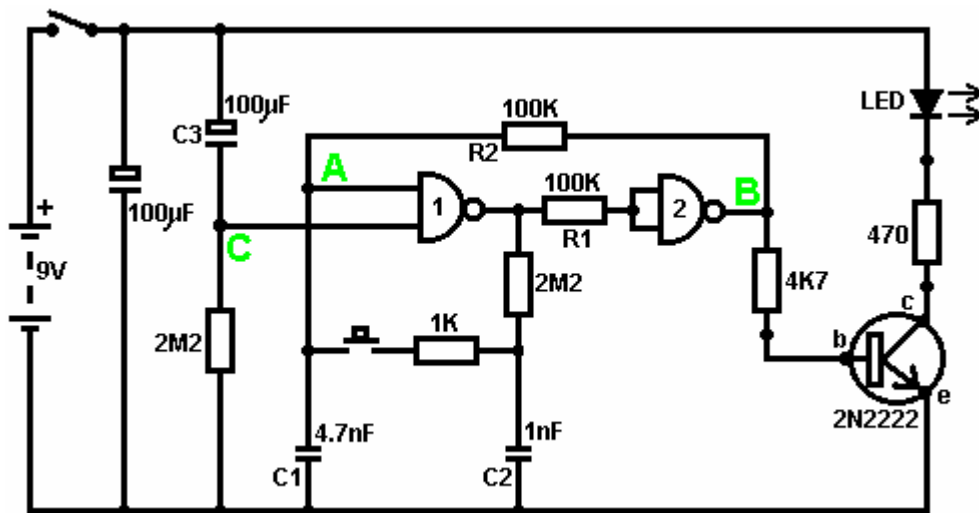 100µF
C3
100K
R2
LED
A
100K
B
1
2
+
100µF
C
R1
470
9V
2M2
4K7
2M2
1K
c
b
e
2N2222
4.7nF
1nF
C1
C2